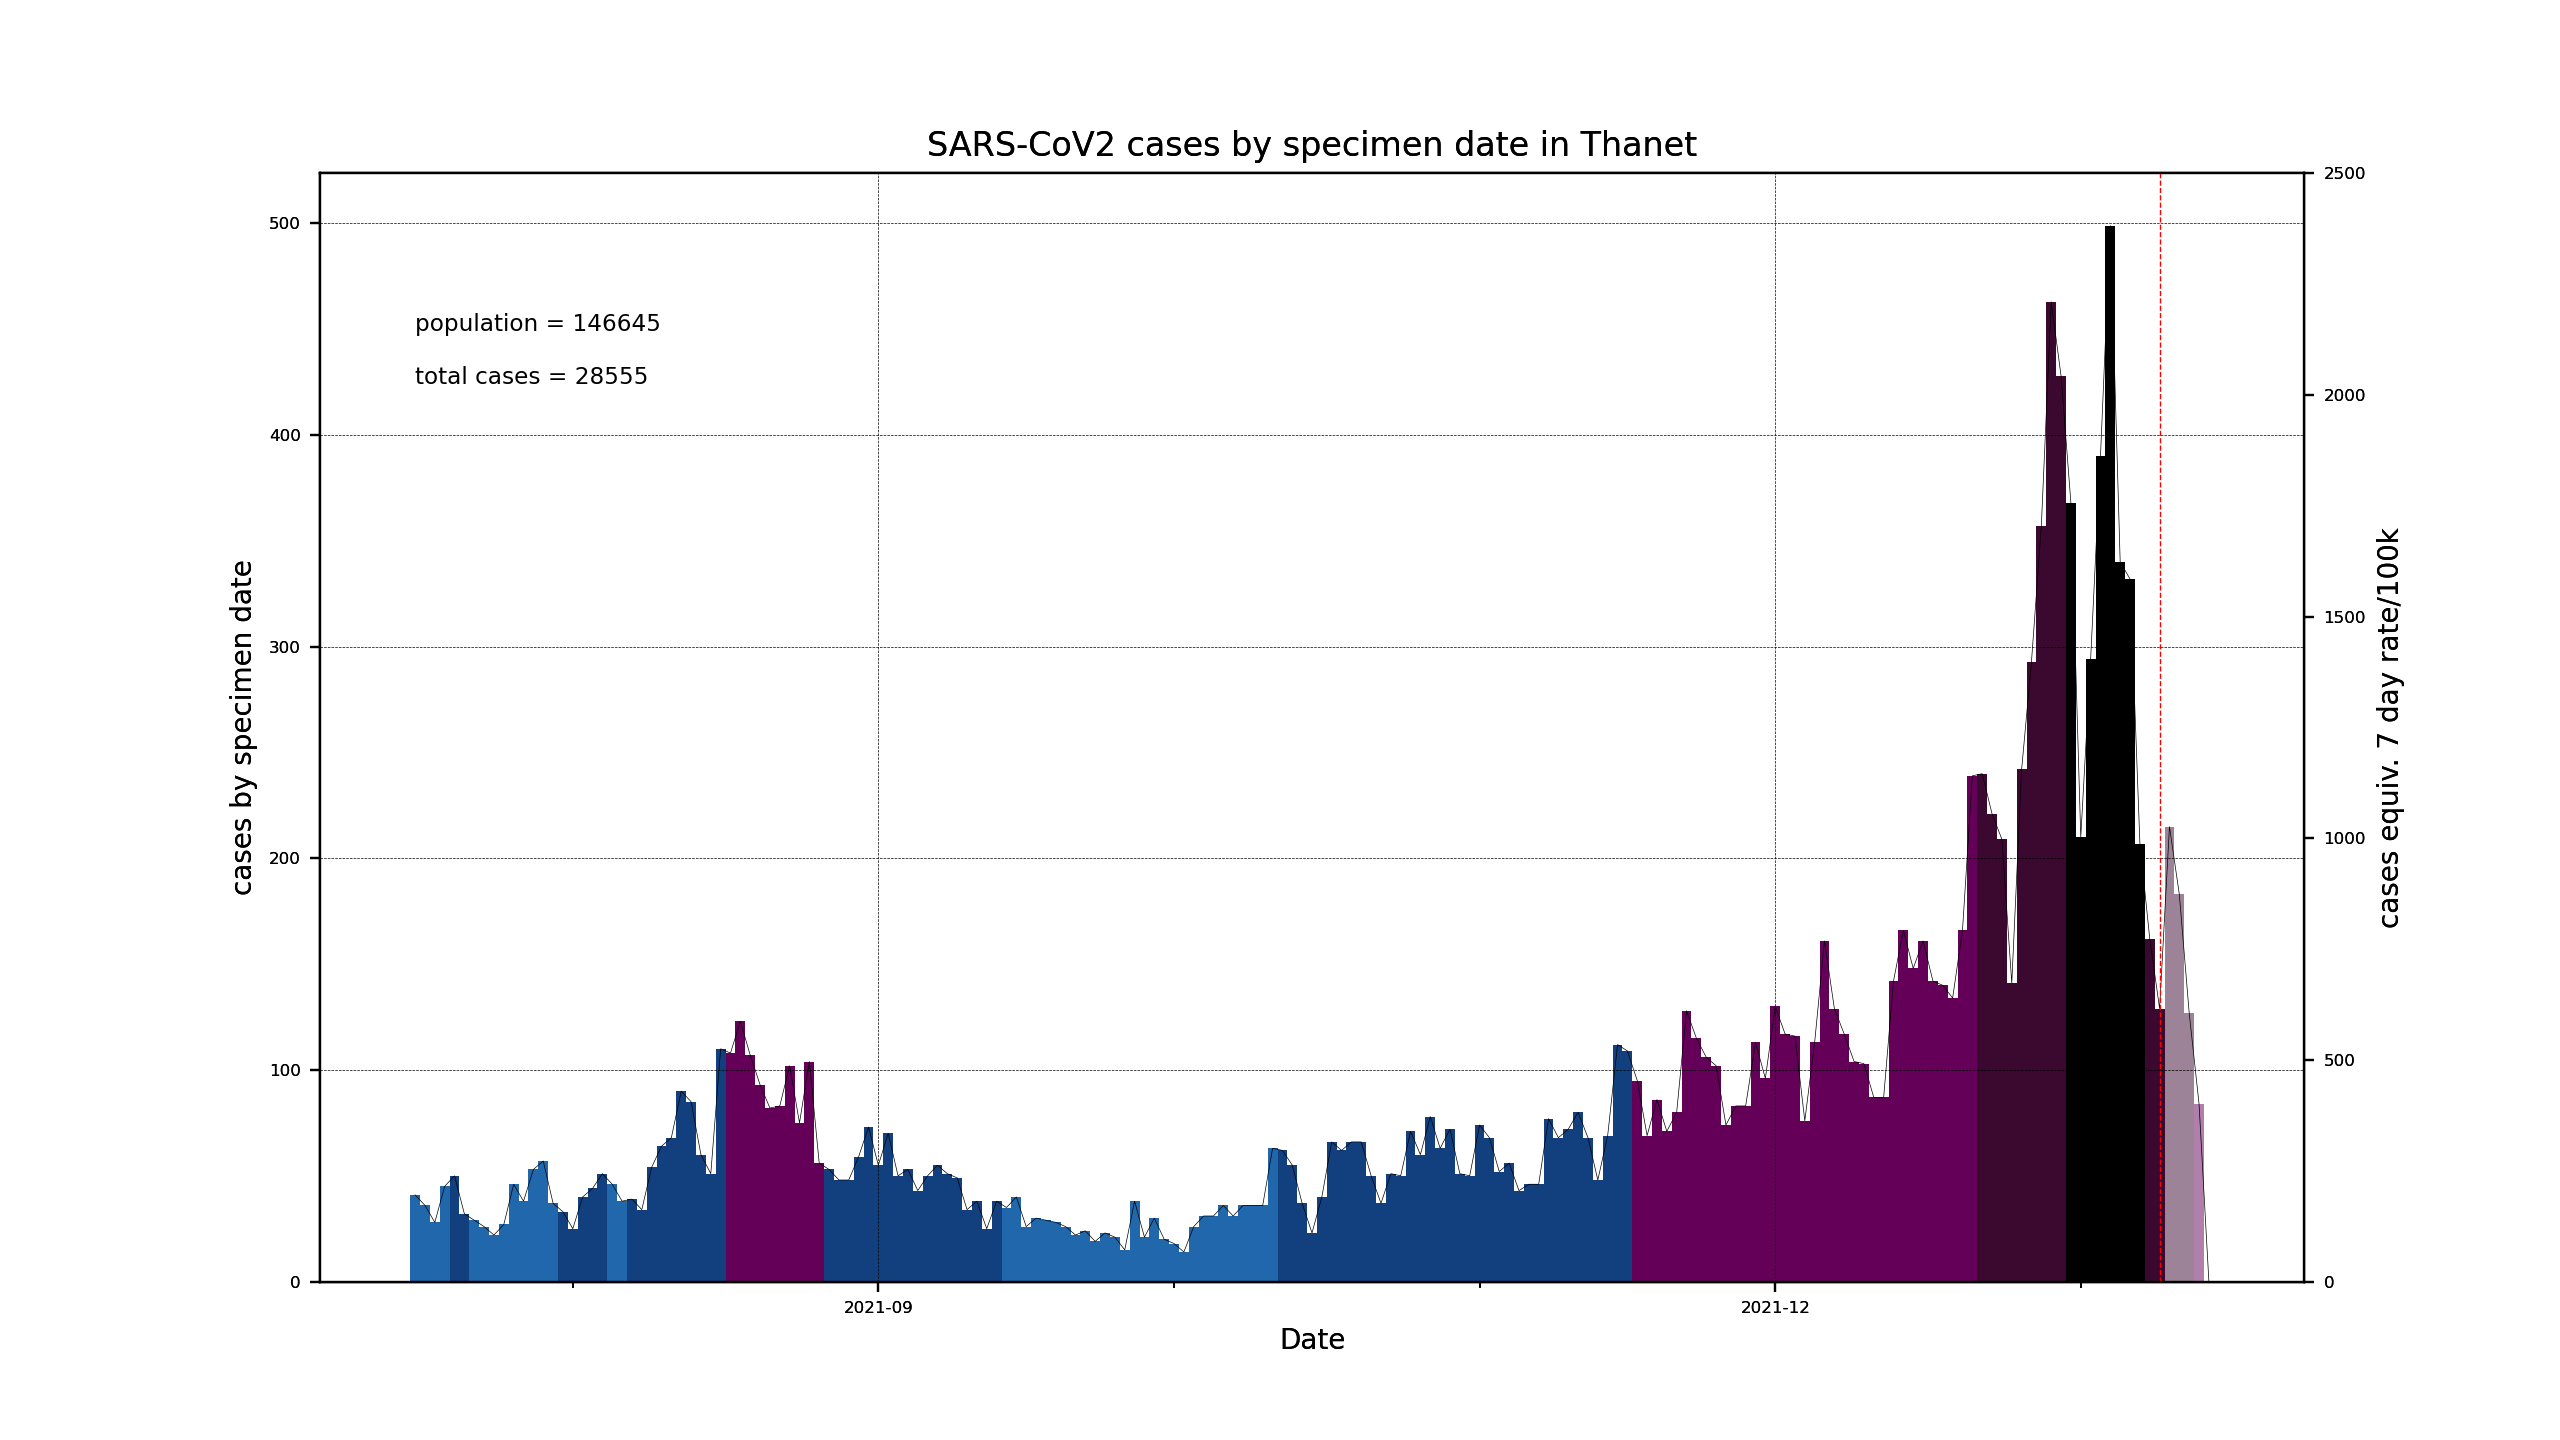 SARS-CoV2 cases by specimen date in Thanet
population = 146645
total cases = 28555
cases by specimen date
500
400
300
200
100
0
2500
2000
1500
1000
500
0
cases equiv. 7 day rate/100k
2021-09
2021-12
Date